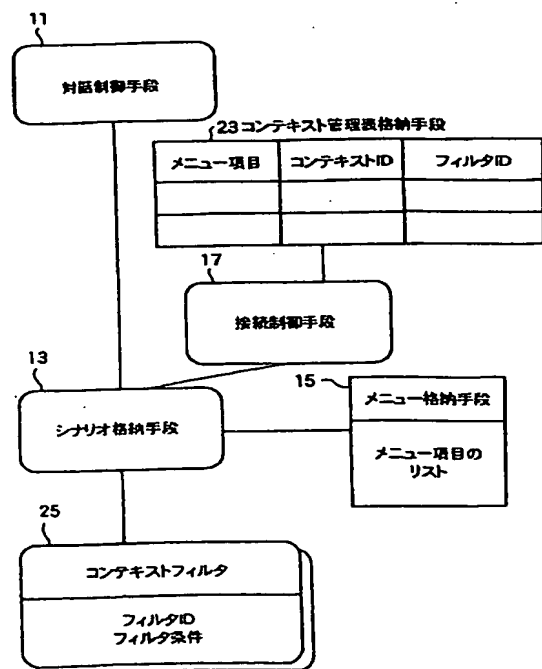 11
対話制御手段
23コンテキスト管理表格納手段
メニュー項目 コンテキストID フィルタID
17
接続制御手段
13
シナリオ格納手段
15
メニュー格納手段
メニュー項目の
リスト
25
コンテキストフィルタ
フィルタID
フィルタ条件